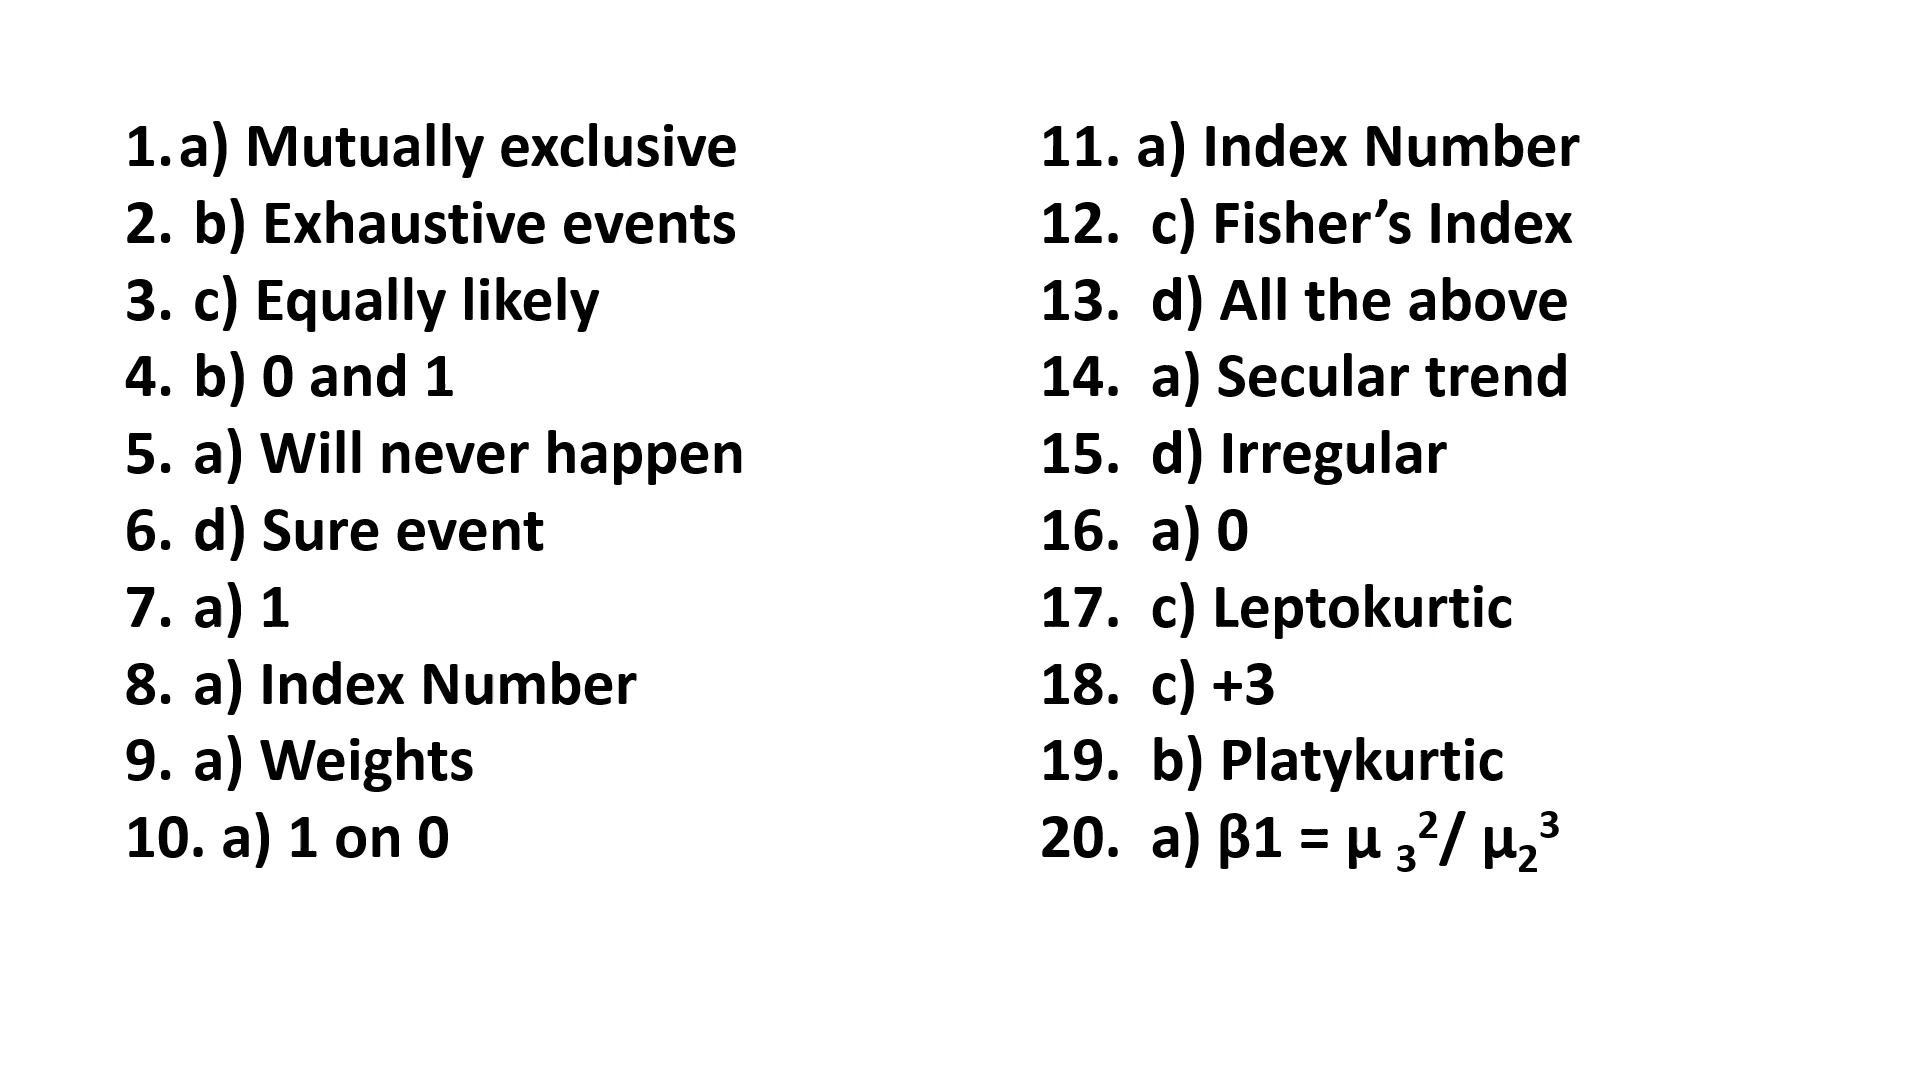 1. a) Mutually exclusive
2. b) Exhaustive events
3. c) Equally likely
4. b) 0 and 1
5. a) Will never happen
6. d) Sure event
7. a) 1
8. a) Index Number
9. a) Weights
10. a) 1 on 0
11. a) Index Number
12. c) Fisher’s Index
13. d) All the above
14. a) Secular trend
15. d) Irregular
16. a) 0
17. c) Leptokurtic
18. c) +3
19. b) Platykurtic
20. a) β1 = μ ₃²/ μ₂³